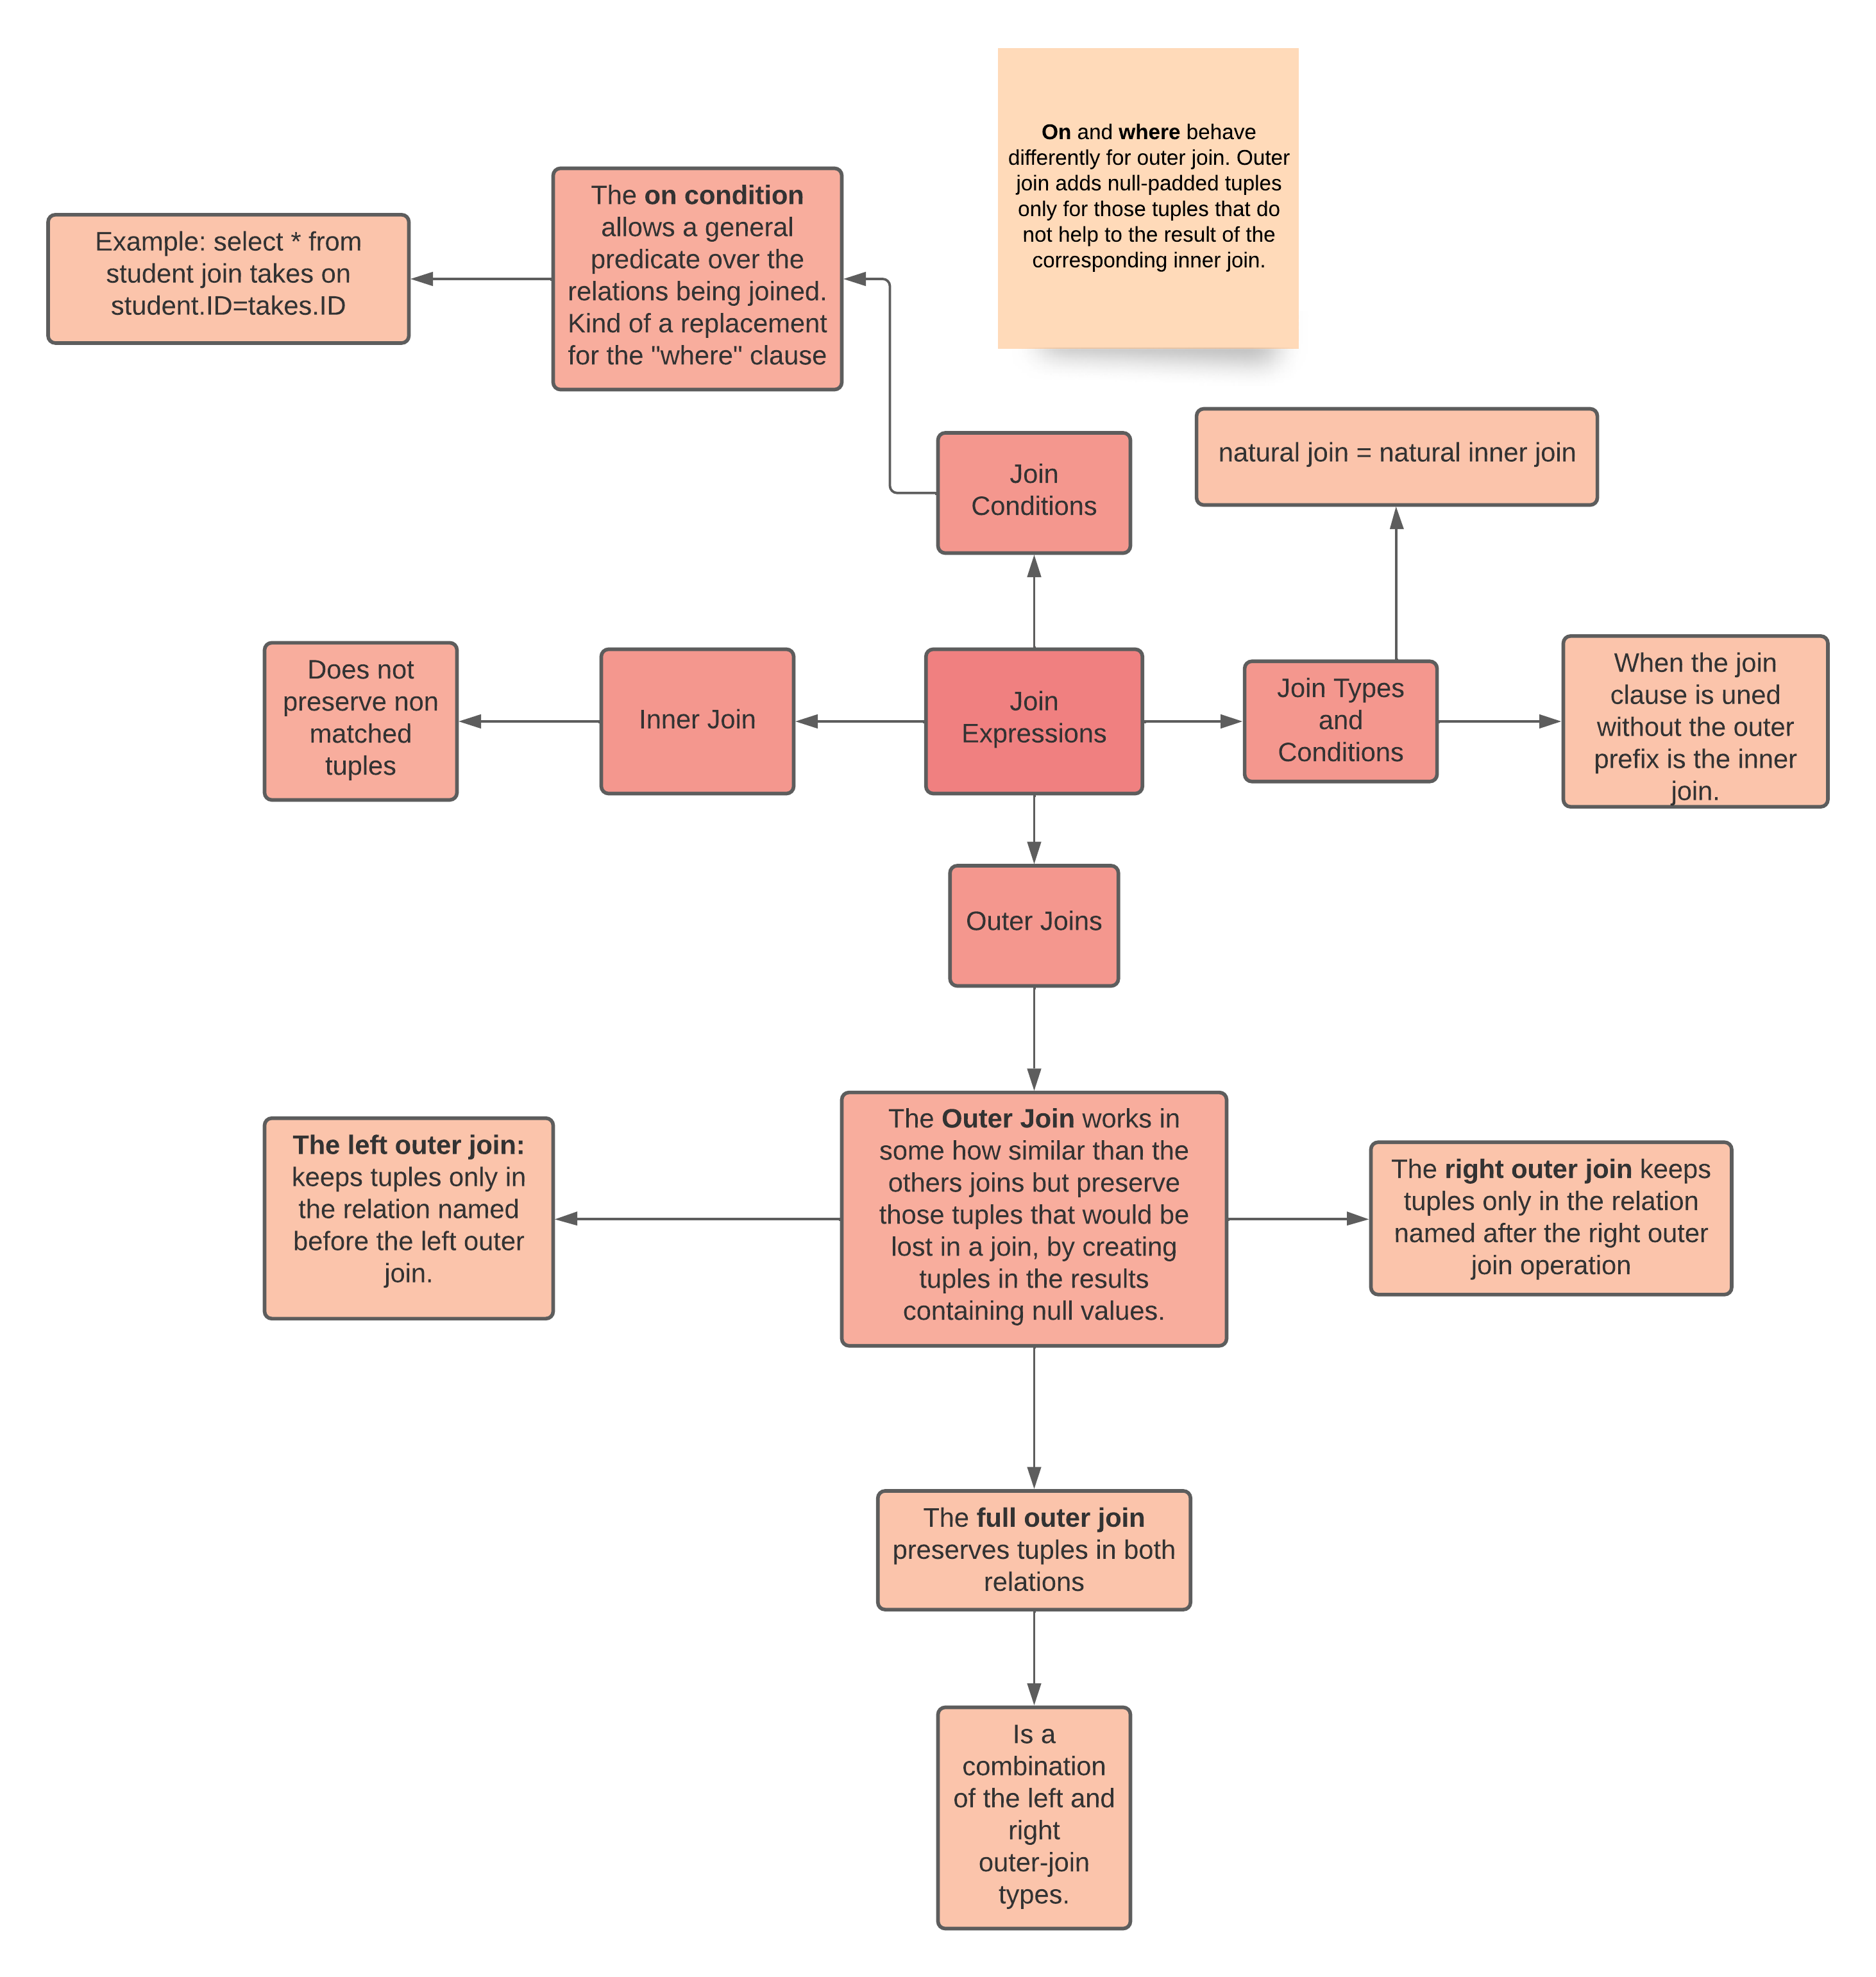 On and where behave
differently for outer join. Outer
join adds null-padded tuples
only for those tuples that do
not help to the result of the
corresponding inner join.
The on condition
allows a general
predicate over the
relations being joined.
Kind of a replacement
for the "where" clause
Example: select * from
student join takes on
student.ID=takes.ID
natural join = natural inner join
Join
Conditions
Does not
preserve non
matched
tuples
Inner Join
Join
Expressions
Join Types
and
Conditions
When the join
clause is uned
without the outer
prefix is the inner
join.
Outer Joins
The left outer join:
keeps tuples only in
the relation named
before the left outer
join.
The Outer Join works in
some how similar than the
others joins but preserve
those tuples that would be
lost in a join, by creating
tuples in the results
containing null values.
The right outer join keeps
tuples only in the relation
named after the right outer
join operation
The full outer join
preserves tuples in both
relations
Is a
combination
of the left and
right
outer-join
types.